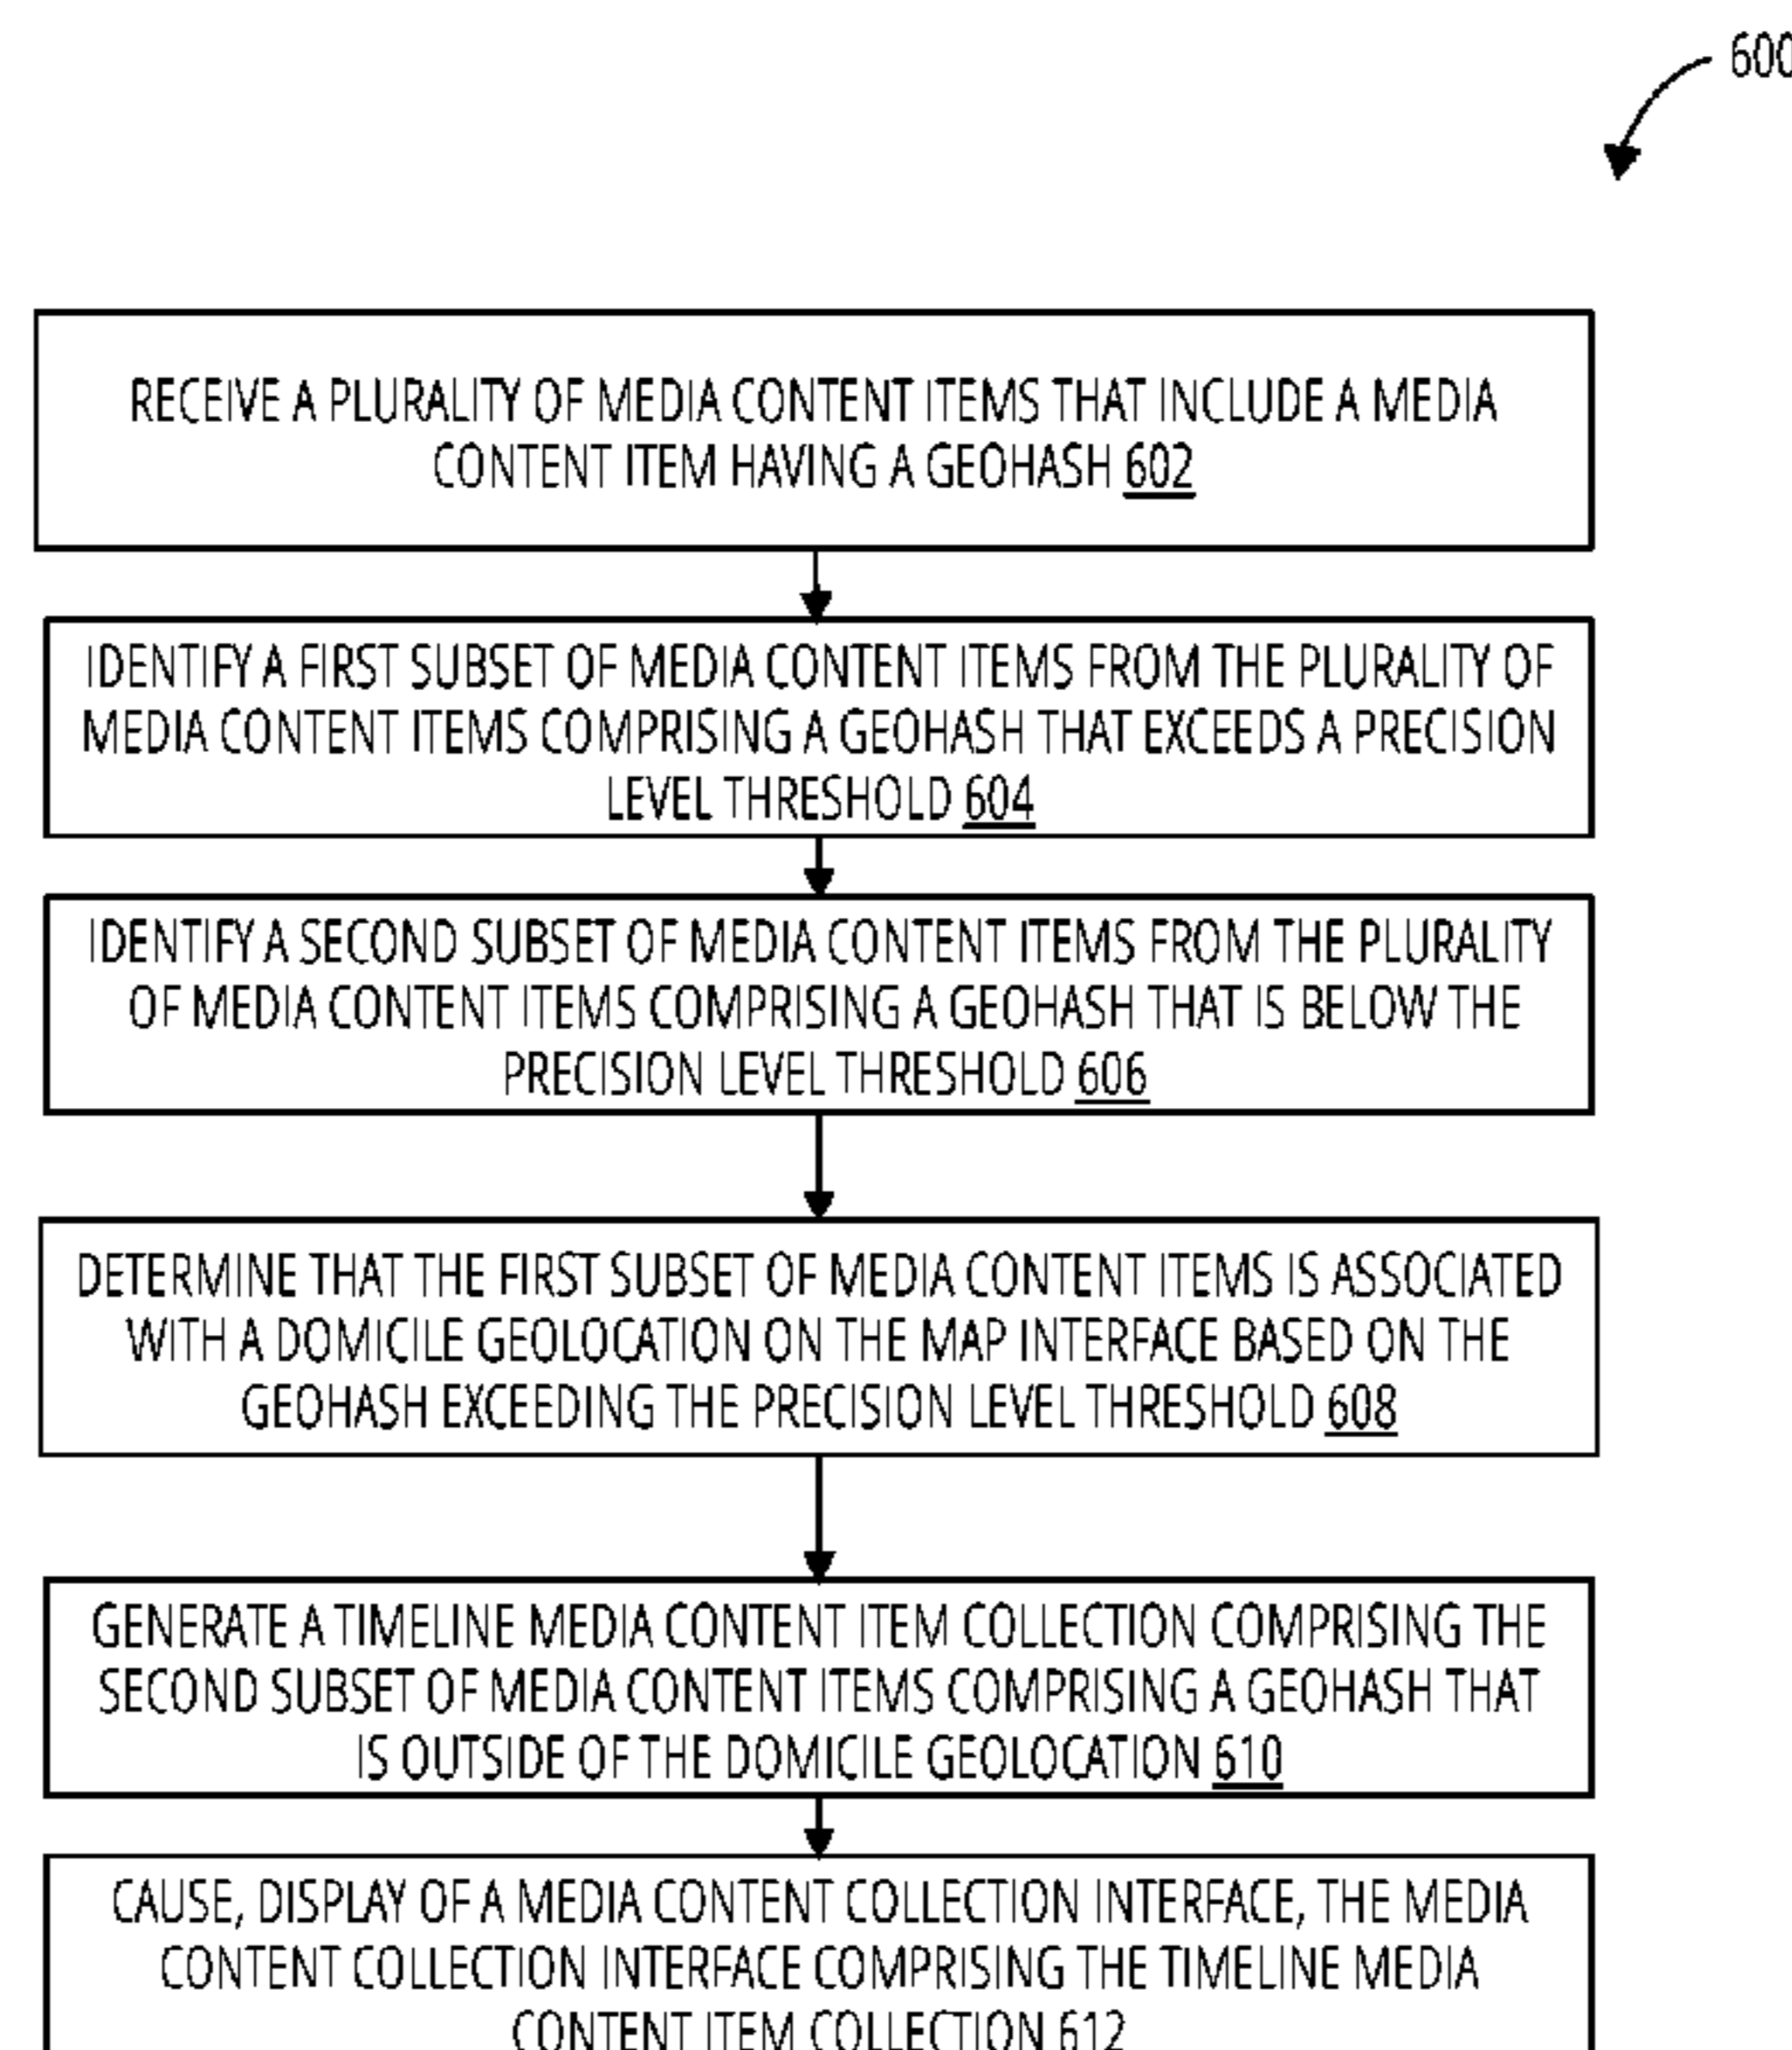 600
RECEIVE A PLURALITY OF MEDIA CONTENT ITEMS THAT INCLUDE A MEDIA
CONTENT ITEM HAVING A GEOHASH 602
IDENTIFY A FIRST SUBSET OF MEDIA CONTENT ITEMS FROM THE PLURALITY OF
MEDIA CONTENT ITEMS COMPRISING A GEOHASH THAT EXCEEDS A PRECISION
LEVEL THRESHOLD 604
IDENTIFY A SECOND SUBSET OF MEDIA CONTENT ITEMS FROM THE PLURALITY
OF MEDIA CONTENT ITEMS COMPRISING A GEOHASH THAT IS BELOW THE
PRECISION LEVEL THRESHOLD 606
DETERMINE THAT THE FIRST SUBSET OF MEDIA CONTENT ITEMS IS ASSOCIATED
WITH A DOMICILE GEOLOCATION ON THE MAP INTERFACE BASED ON THE
GEOHASH EXCEEDING THE PRECISION LEVEL THRESHOLD 608
GENERATE A TIMELINE MEDIA CONTENT ITEM COLLECTION COMPRISING THE
SECOND SUBSET OF MEDIA CONTENT ITEMS COMPRISING A GEOHASH THAT
IS OUTSIDE OF THE DOMICILE GEOLOCATION 610
CAUSE, DISPLAY OF A MEDIA CONTENT COLLECTION INTERFACE, THE MEDIA
CONTENT COLLECTION INTERFACE COMPRISING THE TIMELINE MEDIA
CONTENT ITEM COLLECTION 612